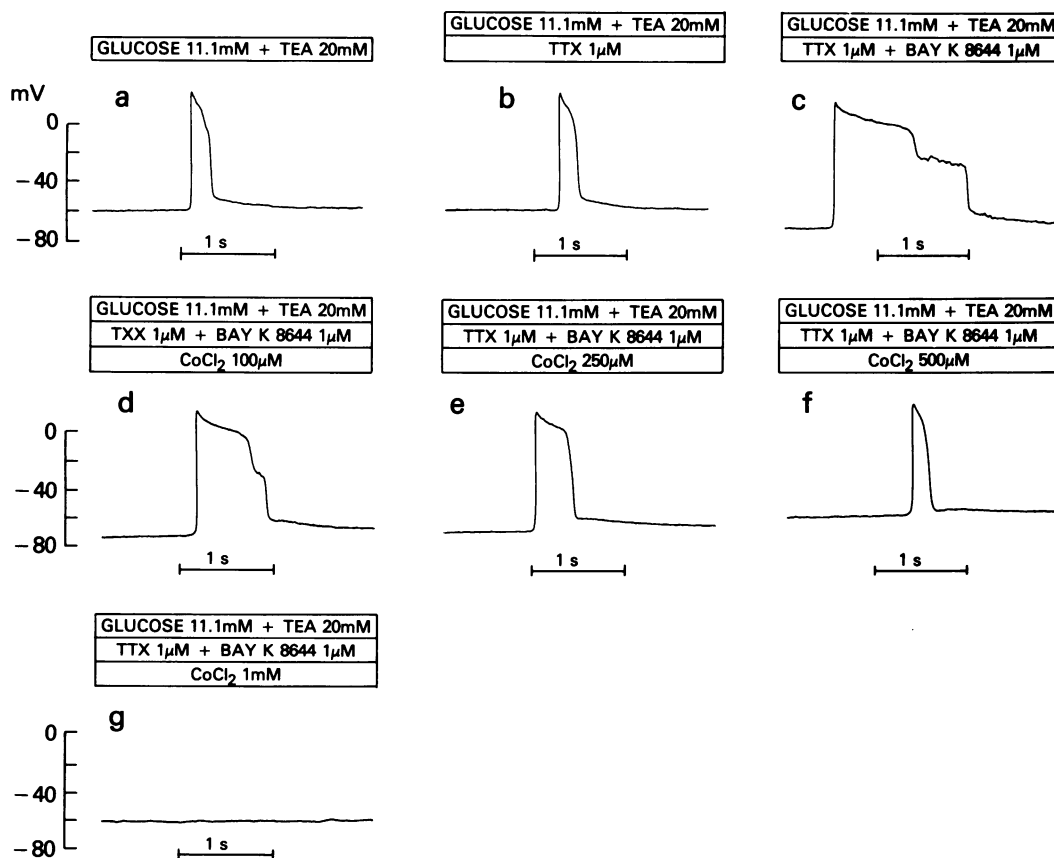 GLUCOSE 11.1mM + TEA 20mM
GLUCOSE 11.1mM + TEA 20mM
TTX 1μM
GLUCOSE 11.1mM + TEA 20mM
TTX 1μM + BAY K 8644 1μM
mV
0
−40
−80
a
1 s
b
1 s
c
1 s
GLUCOSE 11.1mM + TEA 20mM
TXX 1μM + BAY K 8644 1μM
CoCl₂ 100μM
GLUCOSE 11.1mM + TEA 20mM
TTX 1μM + BAY K 8644 1μM
CoCl₂ 250μM
GLUCOSE 11.1mM + TEA 20mM
TTX 1μM + BAY K 8644 1μM
CoCl₂ 500μM
0
−40
−80
d
1 s
e
1 s
f
1 s
GLUCOSE 11.1mM + TEA 20mM
TTX 1μM + BAY K 8644 1μM
CoCl₂ 1mM
g
0
−40
−80
1 s